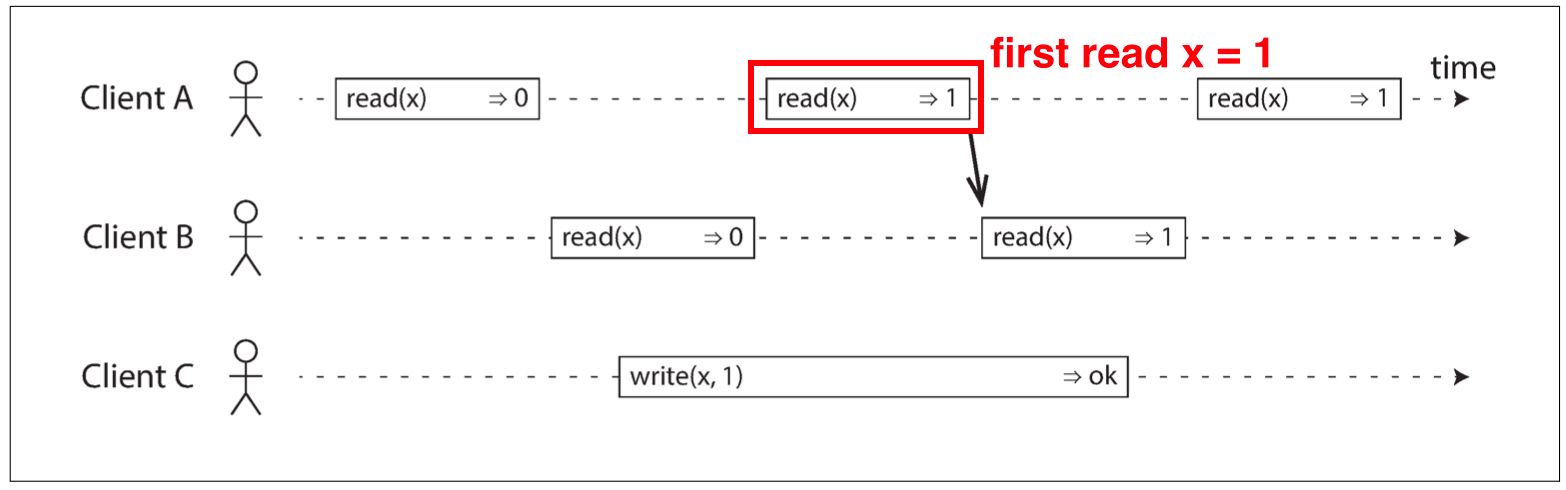 first read x = 1
time
Client A read(x) ⇒ 0 read(x) ⇒ 1 read(x) ⇒ 1
Client B read(x) ⇒ 0 read(x) ⇒ 1
Client C write(x, 1) ⇒ ok